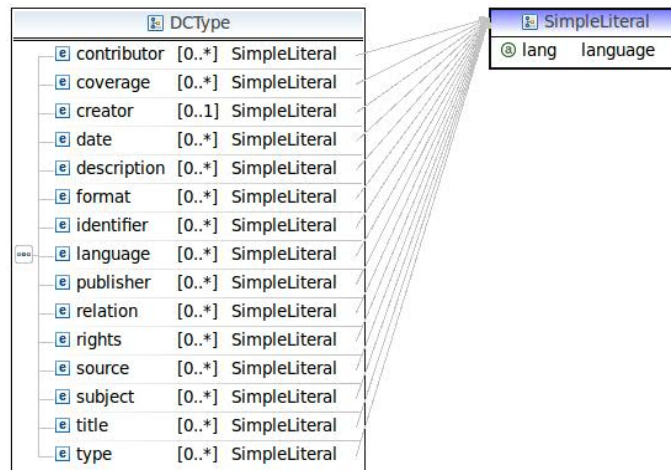 DCType
contributor [0..*] SimpleLiteral
coverage [0..*] SimpleLiteral
creator [0..1] SimpleLiteral
date [0..*] SimpleLiteral
description [0..*] SimpleLiteral
format [0..*] SimpleLiteral
identifier [0..*] SimpleLiteral
language [0..*] SimpleLiteral
publisher [0..*] SimpleLiteral
relation [0..*] SimpleLiteral
rights [0..*] SimpleLiteral
source [0..*] SimpleLiteral
subject [0..*] SimpleLiteral
title [0..*] SimpleLiteral
type [0..*] SimpleLiteral
SimpleLiteral
lang language